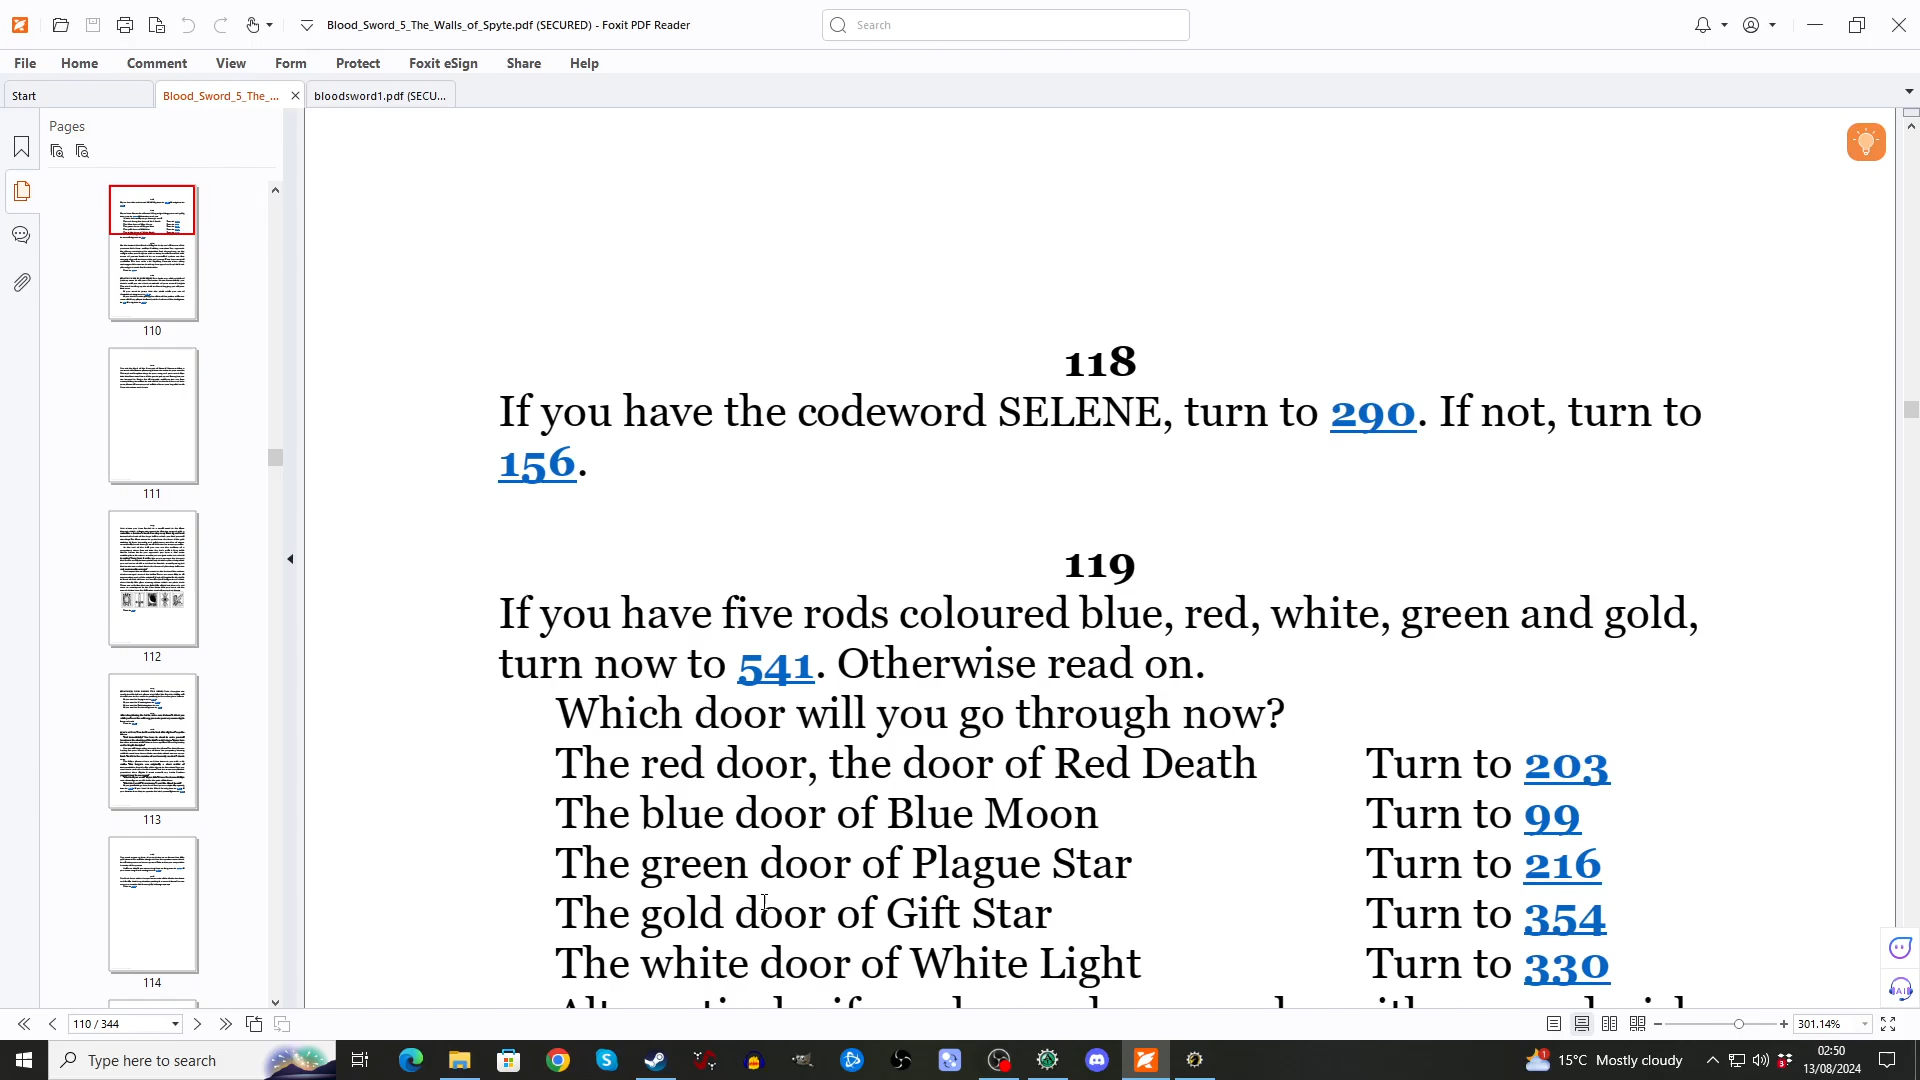 Blood_Sword_5_The_Walls_of_Spyte.pdf (SECURED) - Foxit PDF Reader
Search
File Home Comment View Form Protect Foxit eSign Share Help
Start
Blood_Sword_5_The_...
bloodsword1.pdf (SECU...
Pages
110
111
112
113
114
118
If you have the codeword SELENE, turn to 290. If not, turn to
156.
119
If you have five rods coloured blue, red, white, green and gold,
turn now to 541. Otherwise read on.
Which door will you go through now?
The red door, the door of Red Death Turn to 203
The blue door of Blue Moon Turn to 99
The green door of Plague Star Turn to 216
The gold door of Gift Star Turn to 354
The white door of White Light Turn to 330
110 / 344
301.14%
Type here to search
15°C Mostly cloudy
02:50
13/08/2024